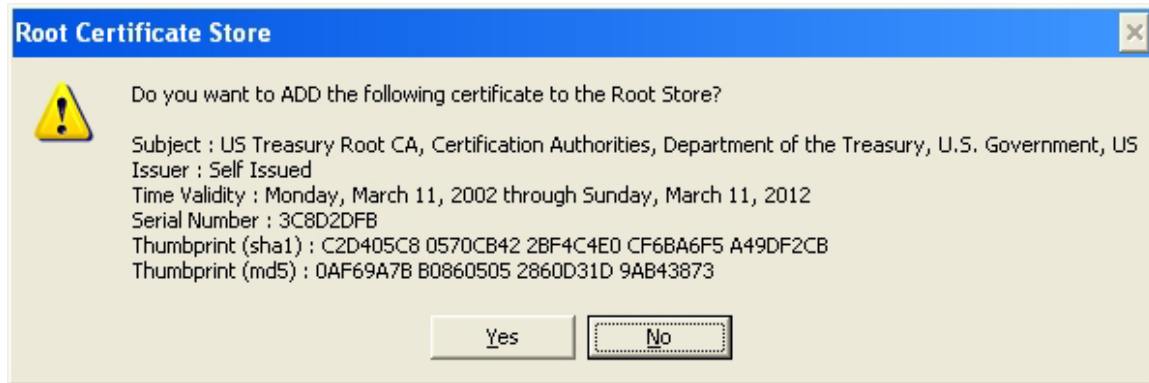 Root Certificate Store
Do you want to ADD the following certificate to the Root Store?
Subject : US Treasury Root CA, Certification Authorities, Department of the Treasury, U.S. Government, US
Issuer : Self Issued
Time Validity : Monday, March 11, 2002 through Sunday, March 11, 2012
Serial Number : 3C8D2DFB
Thumbprint (sha1) : C2D405C8 0570CB42 2BF4C4E0 CF6BA6F5 A49DF2CB
Thumbprint (md5) : 0AF69A7B B0860505 2860D31D 9AB43873
Yes No